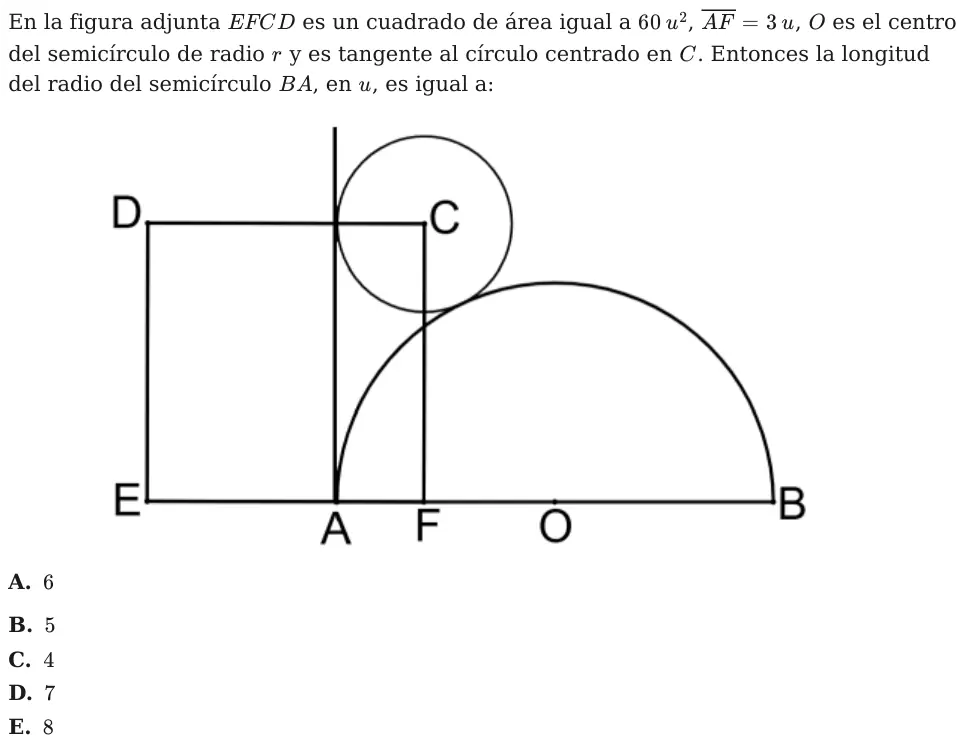 En la figura adjunta EFCD es un cuadrado de área igual a 60 u², A̅F̅ = 3 u, O es el centro
del semicírculo de radio r y es tangente al círculo centrado en C. Entonces la longitud
del radio del semicírculo BA, en u, es igual a:
D C
E A F O B
A. 6
B. 5
C. 4
D. 7
E. 8